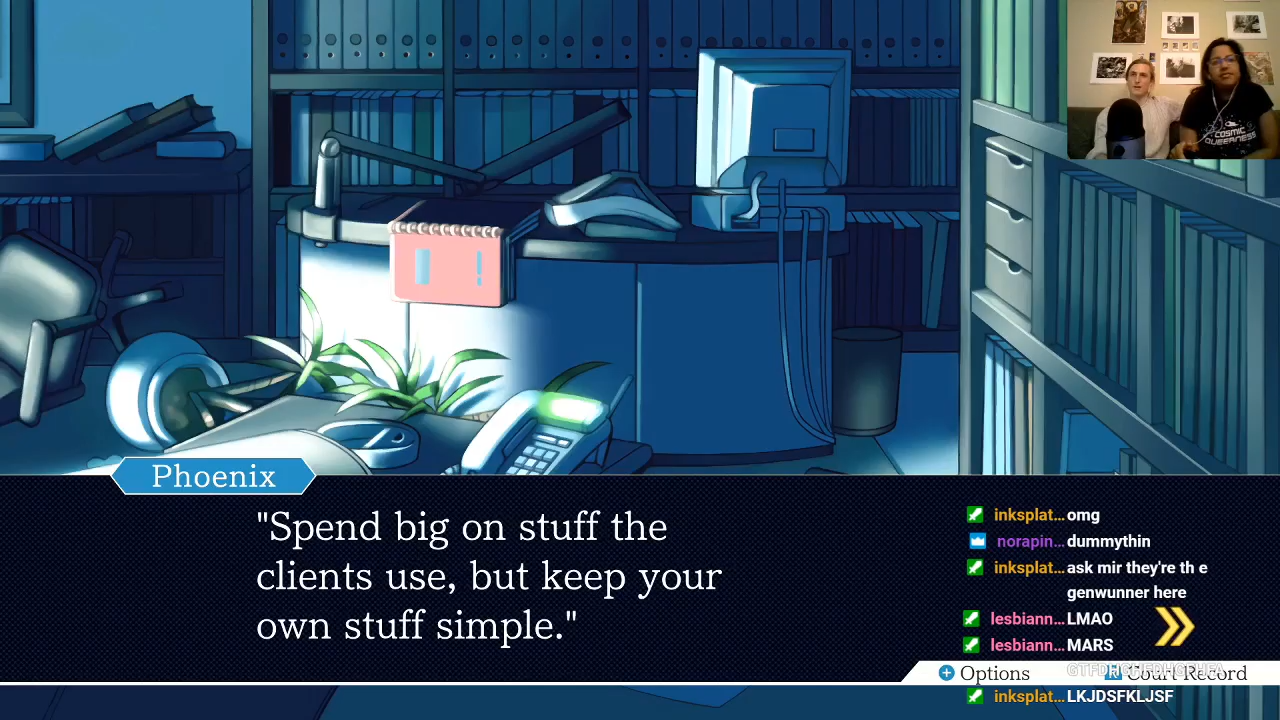 COSMIC
QUEERNESS
Phoenix
"Spend big on stuff the
clients use, but keep your
own stuff simple."
inksplat... omg
norapin... dummythin
inksplat... ask mir they're th e
genwunner here
lesbiann... LMAO
lesbiann... MARS
Options
Court Record
inksplat... LKJDSFKLJSF